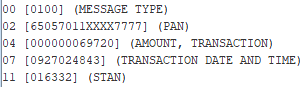 00 [0100] (MESSAGE TYPE)
02 [65057011XXXX7777] (PAN)
04 [000000069720] (AMOUNT, TRANSACTION)
07 [0927024843] (TRANSACTION DATE AND TIME)
11 [016332] (STAN)